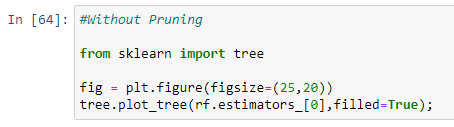 In [64]: #Without Pruning
from sklearn import tree
fig = plt.figure(figsize=(25,20))
tree.plot_tree(rf.estimators_[0],filled=True);